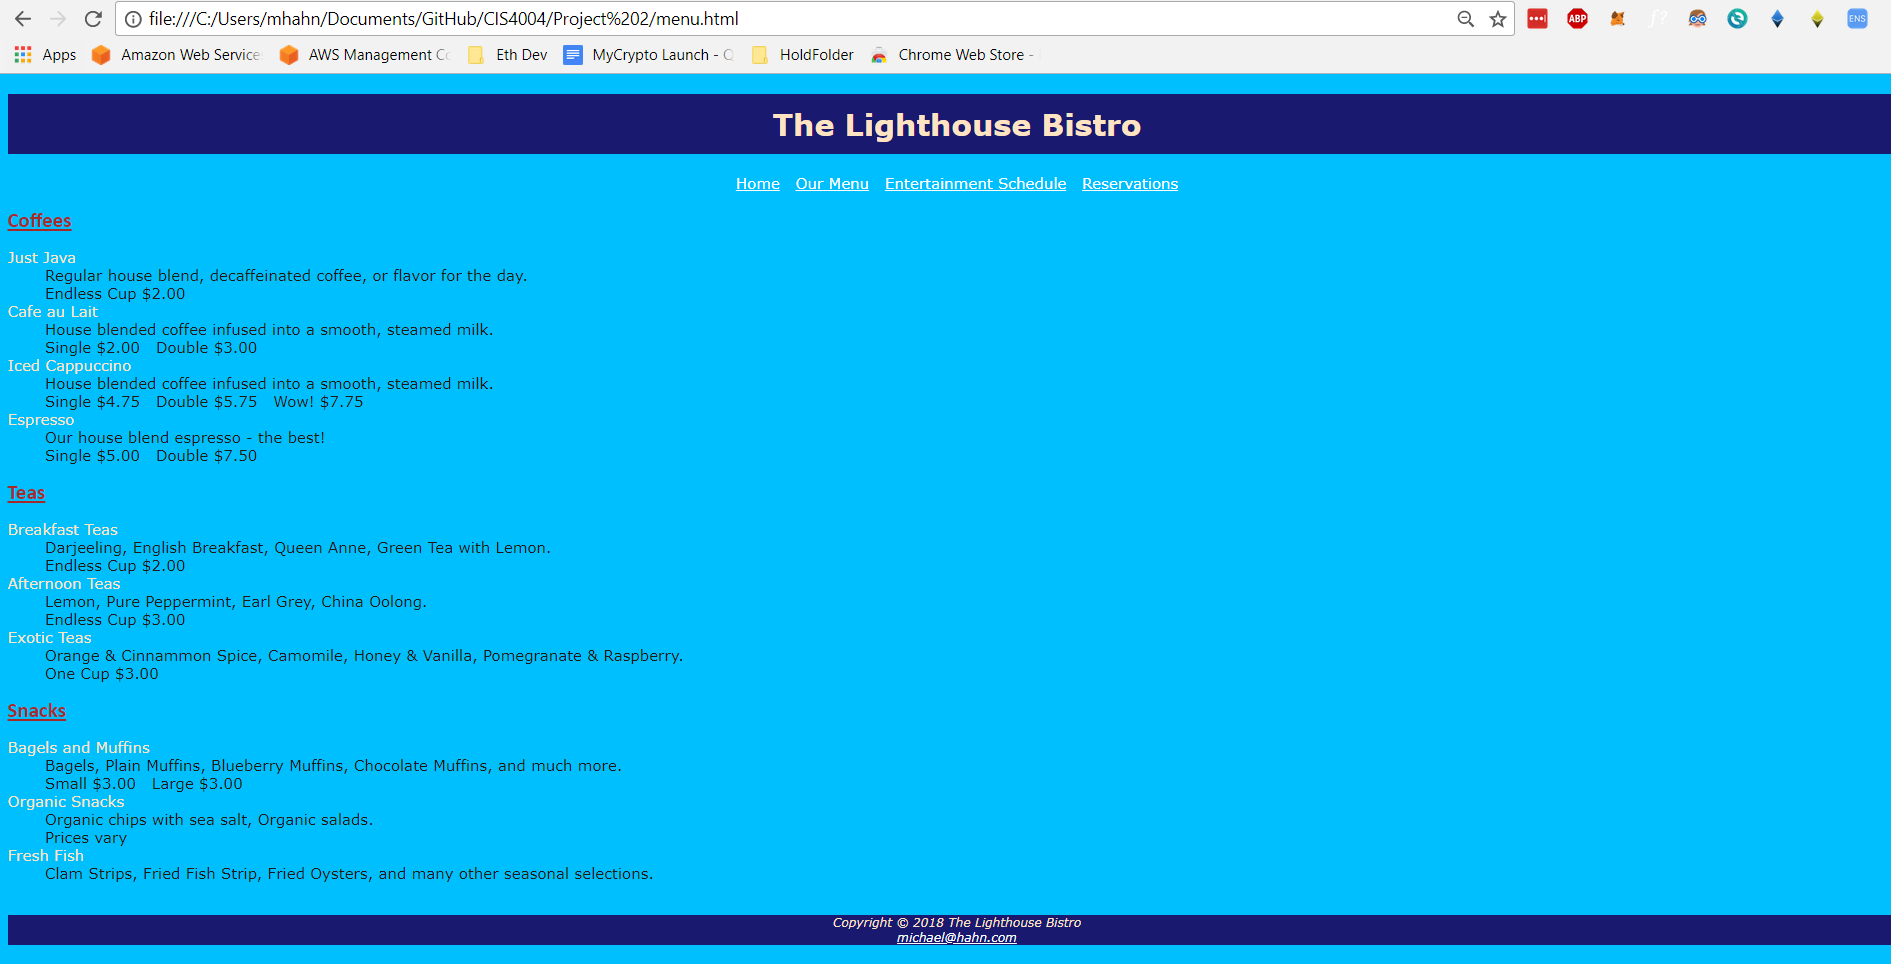 file:///C:/Users/mhahn/Documents/GitHub/CIS4004/Project%202/menu.html
ABP
f?
ENS
Apps Amazon Web Service AWS Management Co Eth Dev MyCrypto Launch - Q HoldFolder Chrome Web Store -
The Lighthouse Bistro
Home Our Menu Entertainment Schedule Reservations
Coffees
Just Java
Regular house blend, decaffeinated coffee, or flavor for the day.
Endless Cup $2.00
Cafe au Lait
House blended coffee infused into a smooth, steamed milk.
Single $2.00 Double $3.00
Iced Cappuccino
House blended coffee infused into a smooth, steamed milk.
Single $4.75 Double $5.75 Wow! $7.75
Espresso
Our house blend espresso - the best!
Single $5.00 Double $7.50
Teas
Breakfast Teas
Darjeeling, English Breakfast, Queen Anne, Green Tea with Lemon.
Endless Cup $2.00
Afternoon Teas
Lemon, Pure Peppermint, Earl Grey, China Oolong.
Endless Cup $3.00
Exotic Teas
Orange & Cinnammon Spice, Camomile, Honey & Vanilla, Pomegranate & Raspberry.
One Cup $3.00
Snacks
Bagels and Muffins
Bagels, Plain Muffins, Blueberry Muffins, Chocolate Muffins, and much more.
Small $3.00 Large $3.00
Organic Snacks
Organic chips with sea salt, Organic salads.
Prices vary
Fresh Fish
Clam Strips, Fried Fish Strip, Fried Oysters, and many other seasonal selections.
Copyright © 2018 The Lighthouse Bistro
michael@hahn.com